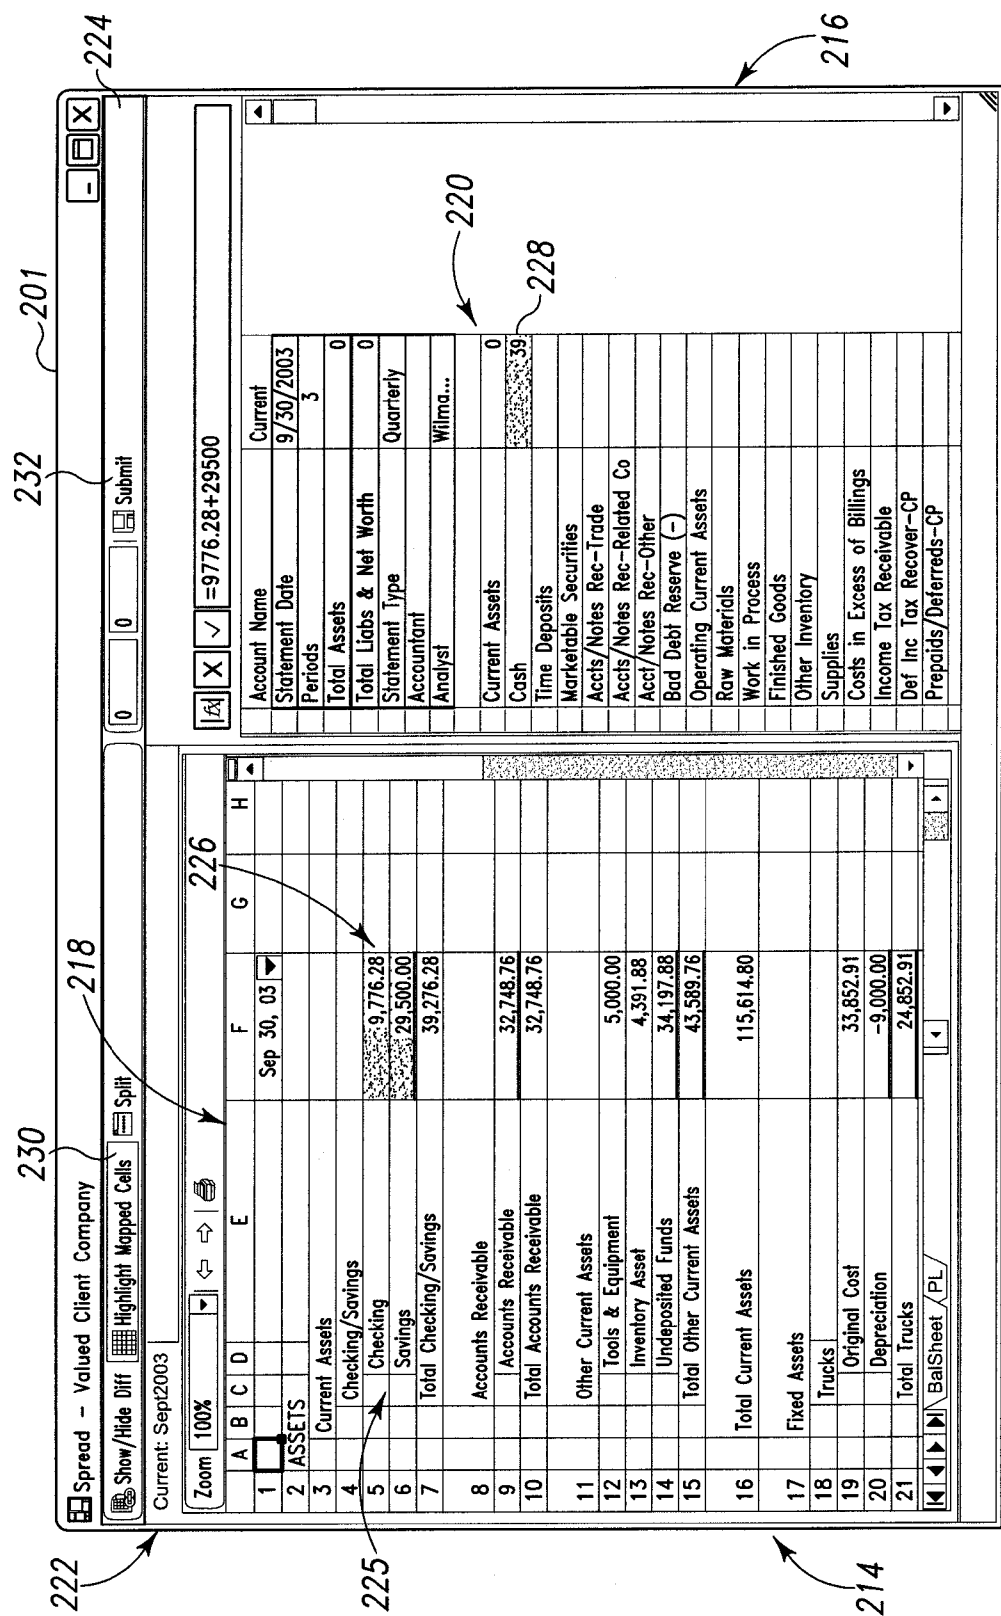 201
218
230
232
224
222
Spread – Valued Client Company
Show/Hide Diff Highlight Mapped Cells Split
0 0 Submit
Current: Sept2003
Zoom 100%
fx X ✓ =9776.28+29500
A B C D E F G H
1 Sep 30, 03
2 ASSETS
3 Current Assets
4 Checking/Savings
5 Checking 9,776.28
6 Savings 29,500.00
7 Total Checking/Savings 39,276.28
8 Accounts Receivable
9 Accounts Receivable 32,748.76
10 Total Accounts Receivable 32,748.76
11 Other Current Assets
12 Tools & Equipment 5,000.00
13 Inventory Asset 4,391.88
14 Undeposited Funds 34,197.88
15 Total Other Current Assets 43,589.76
16 Total Current Assets 115,614.80
17 Fixed Assets
18 Trucks
19 Original Cost 33,852.91
20 Depreciation –9,000.00
21 Total Trucks 24,852.91
BalSheet PL
226
225
214
Account Name Current
Statement Date 9/30/2003
Periods 3
Total Assets 0
Total Liabs & Net Worth 0
Statement Type Quarterly
Accountant
Analyst Wilma...
Current Assets 0
Cash 39
Time Deposits
Marketable Securities
Accts/Notes Rec–Trade
Accts/Notes Rec–Related Co
Acct/Notes Rec–Other
Bad Debt Reserve (–)
Operating Current Assets
Raw Materials
Work in Process
Finished Goods
Other Inventory
Supplies
Costs in Excess of Billings
Income Tax Receivable
Def Inc Tax Recover–CP
Prepaids/Deferreds–CP
220
228
216